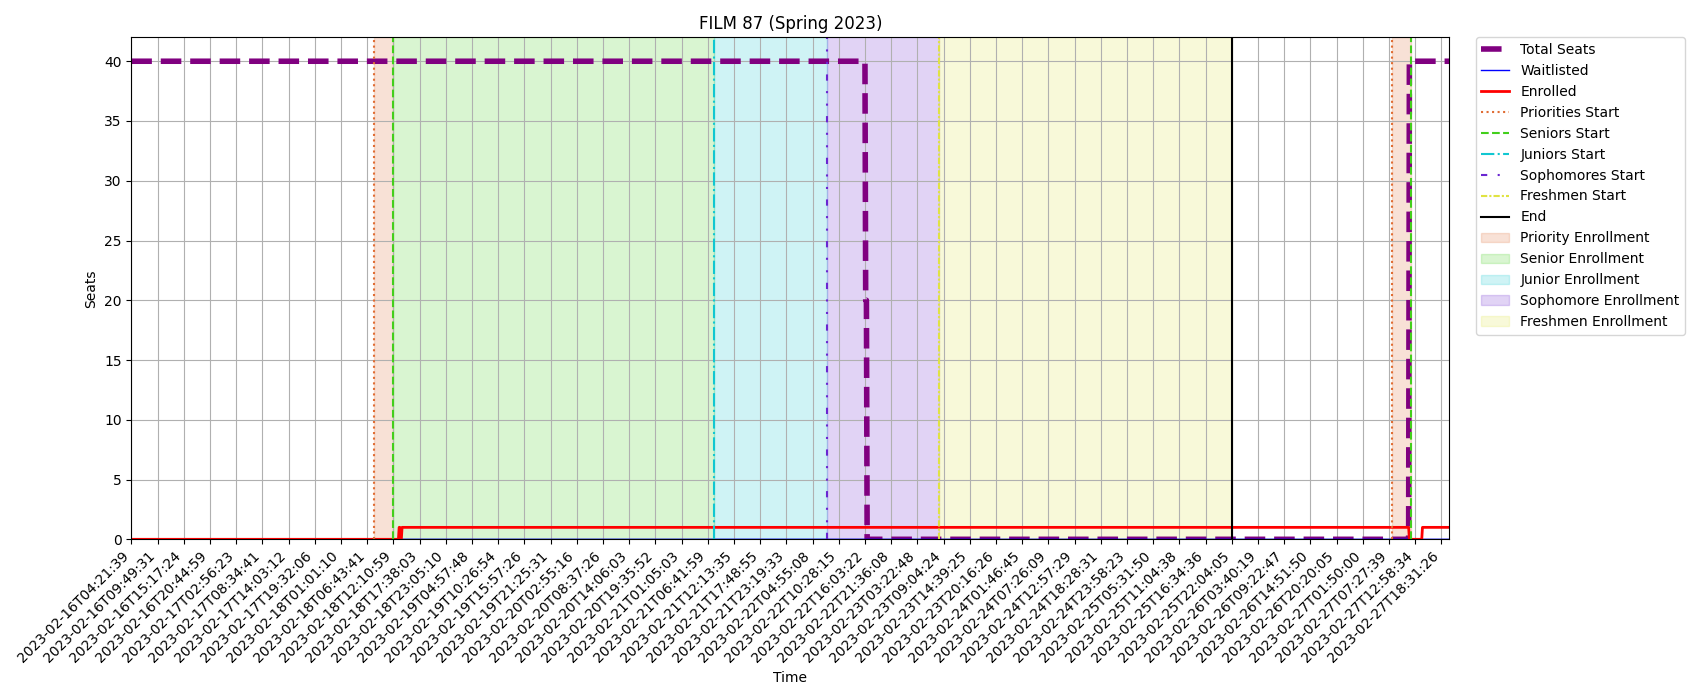 FILM 87 (Spring 2023)
40
35
30
25
20
15
10
5
0
Seats
2023-02-16T04:21:39
2023-02-16T09:49:31
2023-02-16T15:17:24
2023-02-16T20:44:59
2023-02-17T02:56:23
2023-02-17T08:34:41
2023-02-17T14:03:12
2023-02-17T19:32:06
2023-02-18T01:01:10
2023-02-18T06:43:41
2023-02-18T12:10:59
2023-02-18T17:38:03
2023-02-18T23:05:10
2023-02-19T04:57:48
2023-02-19T10:26:54
2023-02-19T15:57:26
2023-02-19T21:25:31
2023-02-20T02:55:16
2023-02-20T08:37:26
2023-02-20T14:06:03
2023-02-20T19:35:52
2023-02-21T01:05:03
2023-02-21T06:41:59
2023-02-21T12:13:35
2023-02-21T17:48:55
2023-02-21T23:19:33
2023-02-22T04:55:08
2023-02-22T10:28:15
2023-02-22T16:03:22
2023-02-22T21:36:08
2023-02-23T03:22:48
2023-02-23T09:04:24
2023-02-23T14:39:25
2023-02-23T20:16:26
2023-02-24T01:46:45
2023-02-24T07:26:09
2023-02-24T12:57:29
2023-02-24T18:28:31
2023-02-24T23:58:23
2023-02-25T05:31:50
2023-02-25T11:04:38
2023-02-25T16:34:36
2023-02-25T22:04:05
2023-02-26T03:40:19
2023-02-26T09:22:47
2023-02-26T14:51:50
2023-02-26T20:20:05
2023-02-27T01:50:00
2023-02-27T07:27:39
2023-02-27T12:58:34
2023-02-27T18:31:26
Time
Total Seats
Waitlisted
Enrolled
Priorities Start
Seniors Start
Juniors Start
Sophomores Start
Freshmen Start
End
Priority Enrollment
Senior Enrollment
Junior Enrollment
Sophomore Enrollment
Freshmen Enrollment